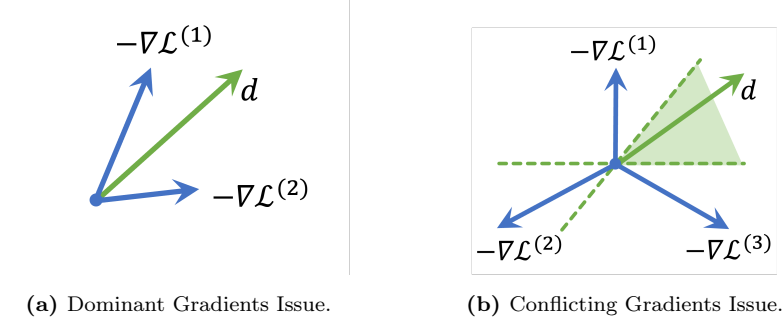 −∇ℒ⁽¹⁾
d
−∇ℒ⁽²⁾
(a) Dominant Gradients Issue.
−∇ℒ⁽¹⁾
d
−∇ℒ⁽²⁾ −∇ℒ⁽³⁾
(b) Conflicting Gradients Issue.